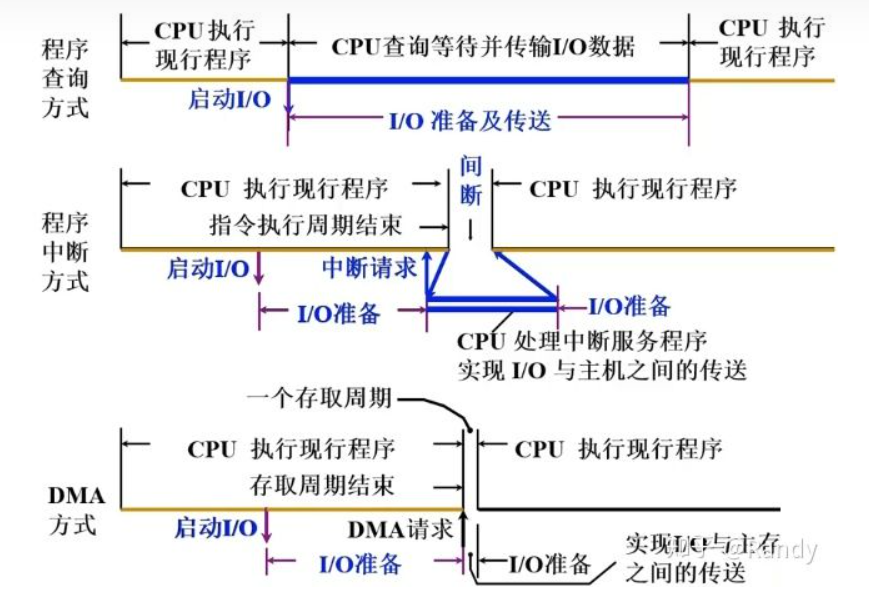 程序
查询
方式
CPU 执行
现行程序
CPU查询等待并传输I/O数据
CPU 执行
现行程序
启动I/O
I/O 准备及传送
程序
中断
方式
CPU 执行现行程序
间
断
CPU 执行现行程序
指令执行周期结束
启动I/O
中断请求
I/O准备
I/O准备
CPU 处理中断服务程序
实现 I/O 与主机之间的传送
一个存取周期
DMA
方式
CPU 执行现行程序
CPU 执行现行程序
存取周期结束
启动I/O
DMA请求
I/O准备
I/O准备
实现I/O与主存
之间的传送
知乎 @Randy